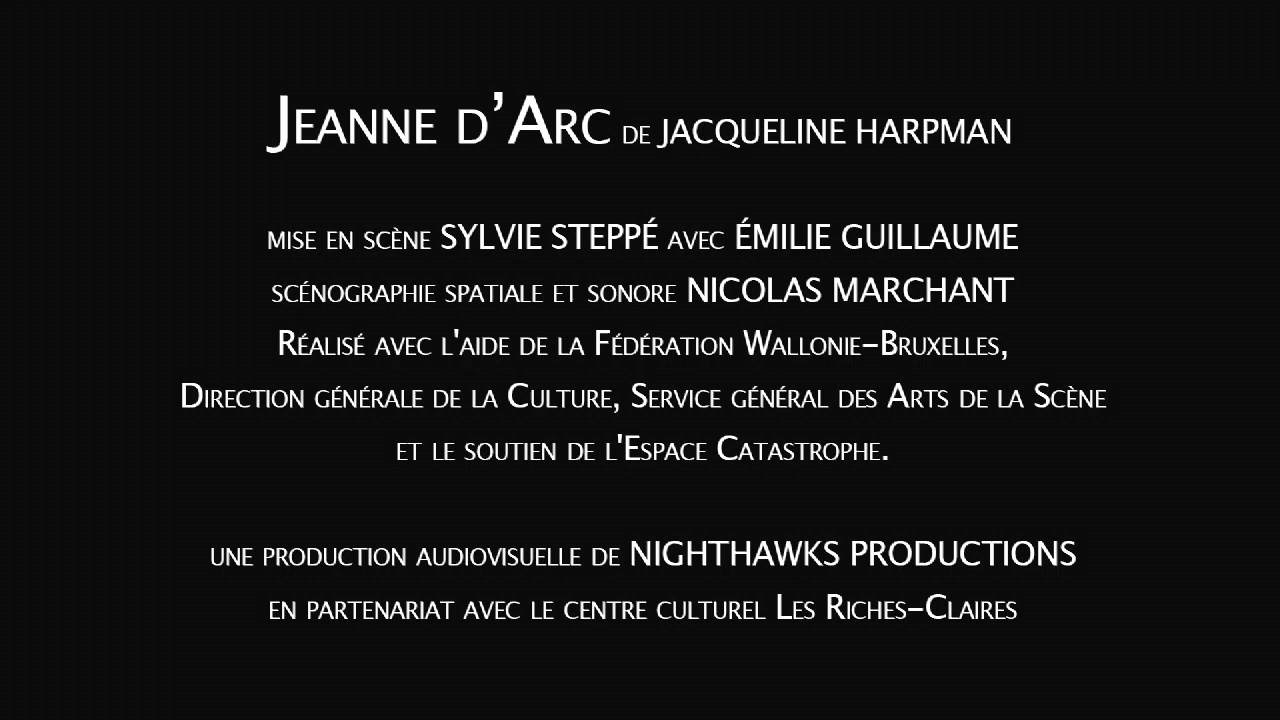 Jeanne d’Arc de JACQUELINE HARPMAN
mise en scène SYLVIE STEPPÉ avec ÉMILIE GUILLAUME
scénographie spatiale et sonore NICOLAS MARCHANT
Réalisé avec l'aide de la Fédération Wallonie-Bruxelles,
Direction générale de la Culture, Service général des Arts de la Scène
et le soutien de l'Espace Catastrophe.
une production audiovisuelle de NIGHTHAWKS PRODUCTIONS
en partenariat avec le centre culturel Les Riches-Claires